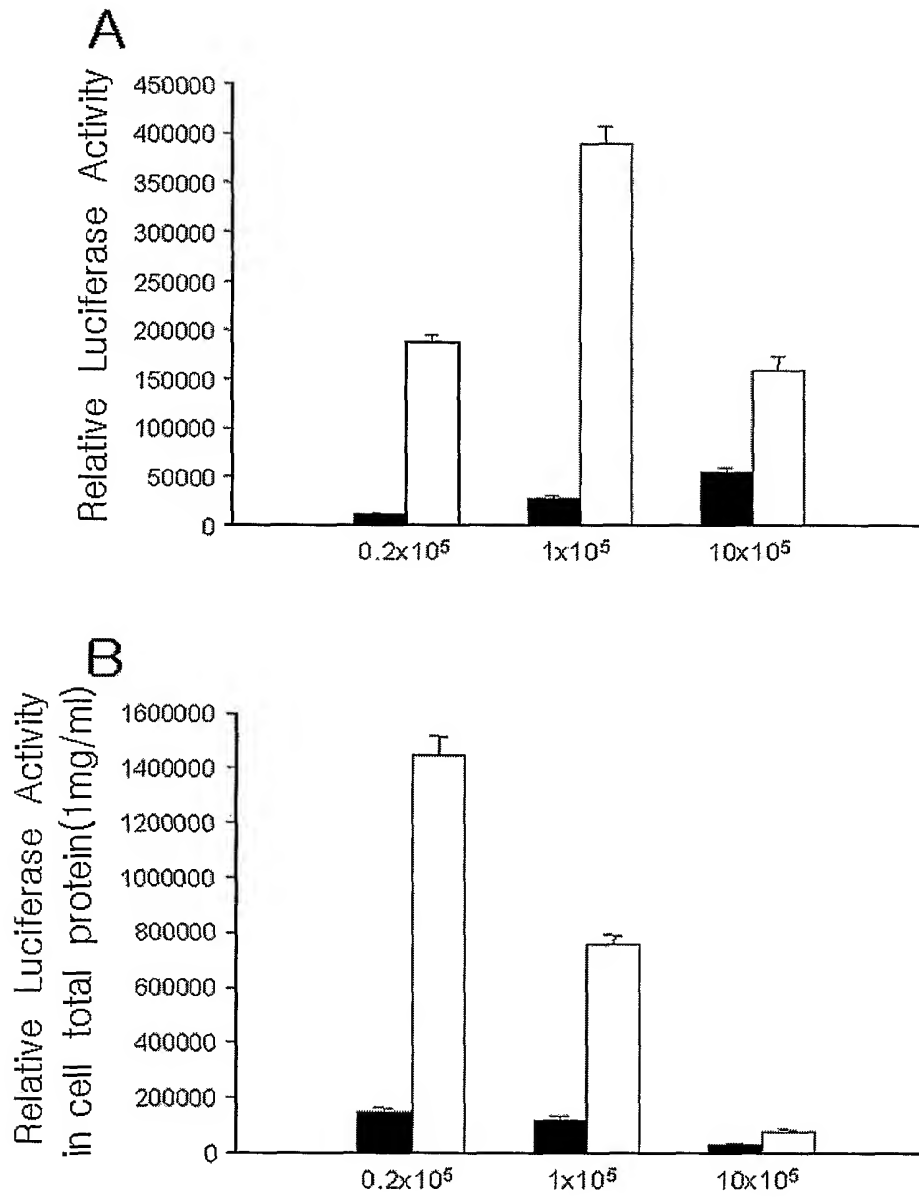 A
Relative Luciferase Activity
450000
400000
350000
300000
250000
200000
150000
100000
50000
0
0.2x10⁵
1x10⁵
10x10⁵
B
Relative Luciferase Activity
in cell total protein(1mg/ml)
1600000
1400000
1200000
1000000
800000
600000
400000
200000
0
0.2x10⁵
1x10⁵
10x10⁵